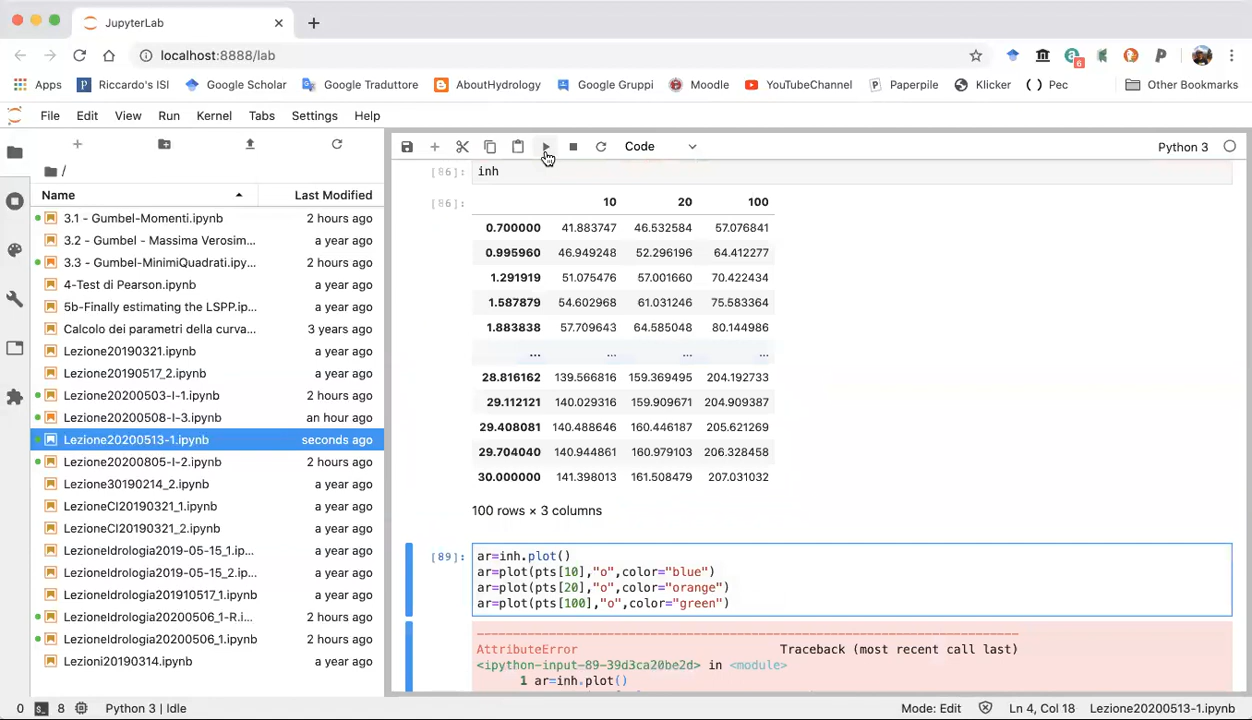 JupyterLab
localhost:8888/lab
6
Apps Riccardo's ISI Google Scholar Google Traduttore AboutHydrology Google Gruppi Moodle YouTubeChannel Paperpile Klicker Pec Other Bookmarks
File Edit View Run Kernel Tabs Settings Help
Code Python 3
/
Name Last Modified
3.1 - Gumbel-Momenti.ipynb 2 hours ago
3.2 - Gumbel - Massima Verosim... a year ago
3.3 - Gumbel-MinimiQuadrati.ipy... 2 hours ago
4-Test di Pearson.ipynb a year ago
5b-Finally estimating the LSPP.ip... a year ago
Calcolo dei parametri della curva... 3 years ago
Lezione20190321.ipynb a year ago
Lezione20190517_2.ipynb a year ago
Lezione20200503-I-1.ipynb 2 hours ago
Lezione20200508-I-3.ipynb an hour ago
Lezione20200513-1.ipynb seconds ago
Lezione20200805-I-2.ipynb 2 hours ago
Lezione30190214_2.ipynb a year ago
LezioneCI20190321_1.ipynb a year ago
LezioneCI20190321_2.ipynb a year ago
LezioneIdrologia2019-05-15_1.ip... a year ago
LezioneIdrologia2019-05-15_2.ip... a year ago
LezioneIdrologia201910517_1.ipynb a year ago
LezioneIdrologia20200506_1-R.i... 2 hours ago
LezioneIdrologia20200506_1.ipynb 2 hours ago
Lezioni20190314.ipynb a year ago
[86]: inh
[86]: 10 20 100
0.700000 41.883747 46.532584 57.076841
0.995960 46.949248 52.296196 64.412277
1.291919 51.075476 57.001660 70.422434
1.587879 54.602968 61.031246 75.583364
1.883838 57.709643 64.585048 80.144986
... ... ... ...
28.816162 139.566816 159.369495 204.192733
29.112121 140.029316 159.909671 204.909387
29.408081 140.488646 160.446187 205.621269
29.704040 140.944861 160.979103 206.328458
30.000000 141.398013 161.508479 207.031032
100 rows × 3 columns
[89]: ar=inh.plot()
ar=plot(pts[10],"o",color="blue")
ar=plot(pts[20],"o",color="orange")
ar=plot(pts[100],"o",color="green")
AttributeError Traceback (most recent call last)
<ipython-input-89-39d3ca20be2d> in <module>
1 ar=inh.plot()
0 8 Python 3 | Idle Mode: Edit Ln 4, Col 18 Lezione20200513-1.ipynb